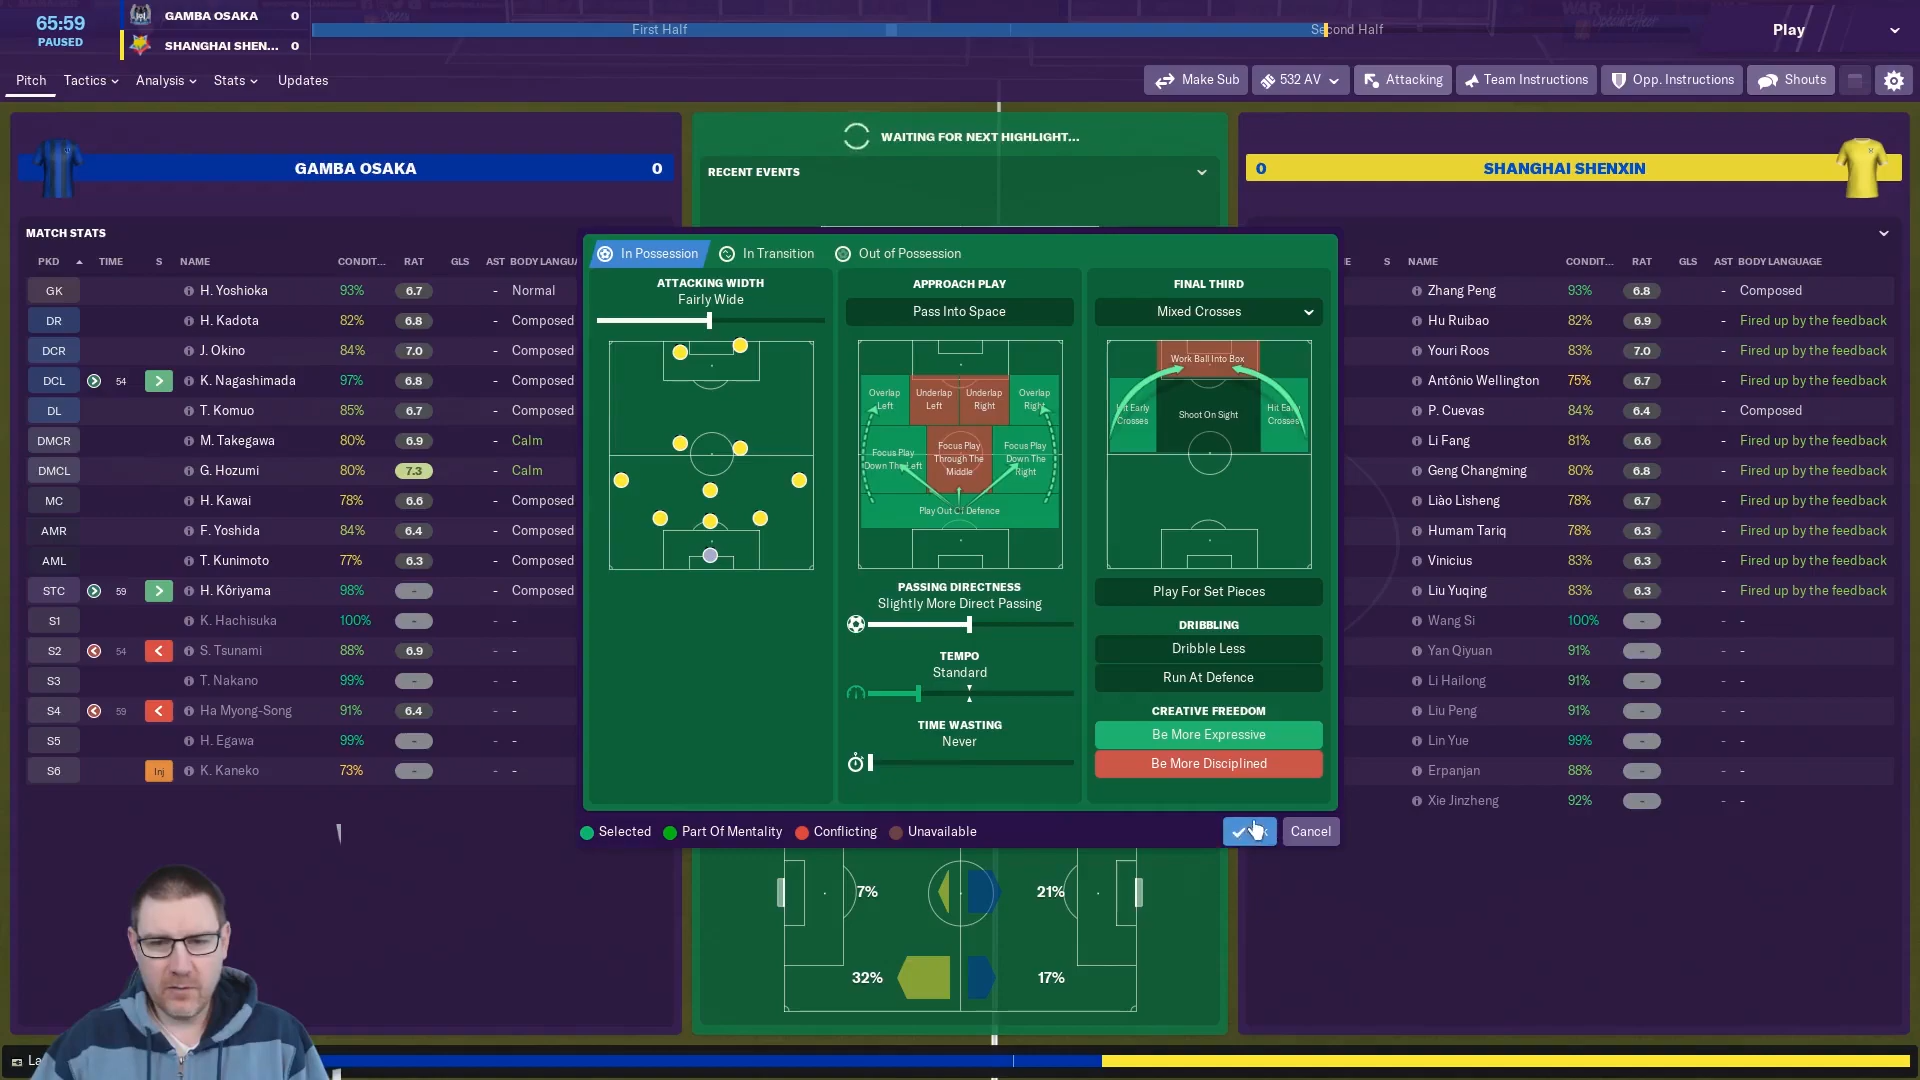 65:59
PAUSED
GAMBA OSAKA 0
SHANGHAI SHEN... 0
First Half
Second Half
Play
Pitch Tactics Analysis Stats Updates
Make Sub 532 AV Attacking Team Instructions Opp. Instructions Shouts
GAMBA OSAKA 0
WAITING FOR NEXT HIGHLIGHT...
RECENT EVENTS
0 SHANGHAI SHENXIN
MATCH STATS
PKD TIME S NAME CONDIT... RAT GLS AST BODY LANGUA
GK H. Yoshioka 93% 6.7 - Normal
DR H. Kadota 82% 6.8 - Composed
DCR J. Okino 84% 7.0 - Composed
DCL 54 K. Nagashimada 97% 6.8 - Composed
DL T. Komuo 85% 6.7 - Composed
DMCR M. Takegawa 80% 6.9 - Calm
DMCL G. Hozumi 80% 7.3 - Calm
MC H. Kawai 78% 6.6 - Composed
AMR F. Yoshida 84% 6.4 - Composed
AML T. Kunimoto 77% 6.3 - Composed
STC 59 H. Kôriyama 98% - - Composed
S1 K. Hachisuka 100% - - -
S2 54 S. Tsunami 88% 6.9 - -
S3 T. Nakano 99% - - -
S4 59 Ha Myong-Song 91% 6.4 - -
S5 H. Egawa 99% - - -
S6 Inj K. Kaneko 73% - - -
In Possession In Transition Out of Possession
ATTACKING WIDTH
Fairly Wide
APPROACH PLAY
Pass Into Space
Overlap Left
Underlap Left
Underlap Right
Overlap Right
Focus Play Down The Left
Focus Play Through The Middle
Focus Play Down The Right
Play Out Of Defence
PASSING DIRECTNESS
Slightly More Direct Passing
TEMPO
Standard
TIME WASTING
Never
FINAL THIRD
Mixed Crosses
Work Ball Into Box
Hit Early Crosses
Shoot On Sight
Hit Early Crosses
Play For Set Pieces
DRIBBLING
Dribble Less
Run At Defence
CREATIVE FREEDOM
Be More Expressive
Be More Disciplined
Selected Part Of Mentality Conflicting Unavailable
Cancel
E S NAME CONDIT... RAT GLS AST BODY LANGUAGE
Zhang Peng 93% 6.8 - Composed
Hu Ruibao 82% 6.9 - Fired up by the feedback
Youri Roos 83% 7.0 - Fired up by the feedback
Antônio Wellington 75% 6.7 - Fired up by the feedback
P. Cuevas 84% 6.4 - Composed
Li Fang 81% 6.6 - Fired up by the feedback
Geng Changming 80% 6.8 - Fired up by the feedback
Liào Lìsheng 78% 6.7 - Fired up by the feedback
Humam Tariq 78% 6.3 - Fired up by the feedback
Vinicius 83% 6.3 - Fired up by the feedback
Liu Yuqing 83% 6.3 - Fired up by the feedback
Wang Si 100% - - -
Yan Qiyuan 91% - - -
Li Hailong 91% - - -
Liu Peng 91% - - -
Lin Yue 99% - - -
Erpanjan 88% - - -
Xie Jinzheng 92% - - -
7% 21%
32% 17%
La